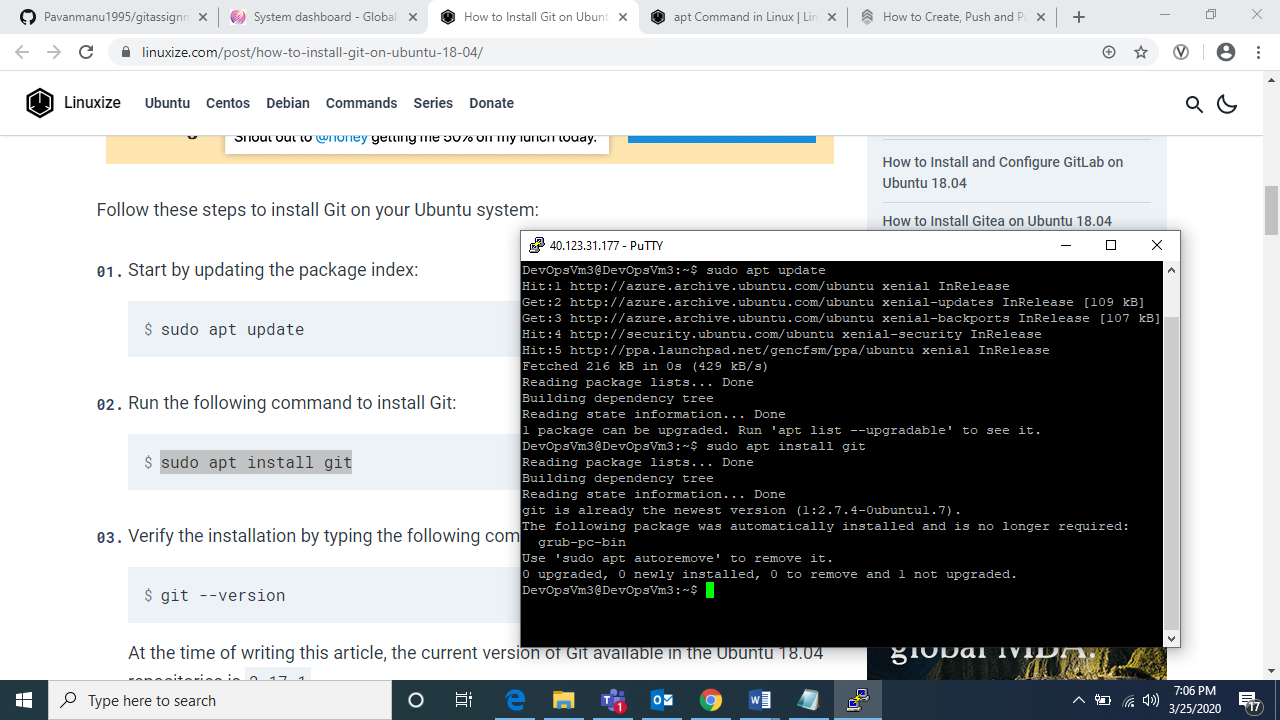 Pavanmanu1995/gitassignm
System dashboard - Global
How to Install Git on Ubunt
apt Command in Linux | Lin
How to Create, Push and P
linuxize.com/post/how-to-install-git-on-ubuntu-18-04/
Linuxize
Ubuntu Centos Debian Commands Series Donate
Shout out to @honey getting me 50% on my lunch today.
How to Install and Configure GitLab on
Ubuntu 18.04
How to Install Gitea on Ubuntu 18.04
Follow these steps to install Git on your Ubuntu system:
01. Start by updating the package index:
$ sudo apt update
02. Run the following command to install Git:
$ sudo apt install git
03. Verify the installation by typing the following com
$ git --version
At the time of writing this article, the current version of Git available in the Ubuntu 18.04
repositories is 2.17.1
global MBA.
40.123.31.177 - PuTTY
DevOpsVm3@DevOpsVm3:~$ sudo apt update
Hit:1 http://azure.archive.ubuntu.com/ubuntu xenial InRelease
Get:2 http://azure.archive.ubuntu.com/ubuntu xenial-updates InRelease [109 kB]
Get:3 http://azure.archive.ubuntu.com/ubuntu xenial-backports InRelease [107 kB]
Hit:4 http://security.ubuntu.com/ubuntu xenial-security InRelease
Hit:5 http://ppa.launchpad.net/gencfsm/ppa/ubuntu xenial InRelease
Fetched 216 kB in 0s (429 kB/s)
Reading package lists... Done
Building dependency tree
Reading state information... Done
1 package can be upgraded. Run 'apt list --upgradable' to see it.
DevOpsVm3@DevOpsVm3:~$ sudo apt install git
Reading package lists... Done
Building dependency tree
Reading state information... Done
git is already the newest version (1:2.7.4-0ubuntu1.7).
The following package was automatically installed and is no longer required:
grub-pc-bin
Use 'sudo apt autoremove' to remove it.
0 upgraded, 0 newly installed, 0 to remove and 1 not upgraded.
DevOpsVm3@DevOpsVm3:~$
Type here to search
1
7:06 PM
3/25/2020
17